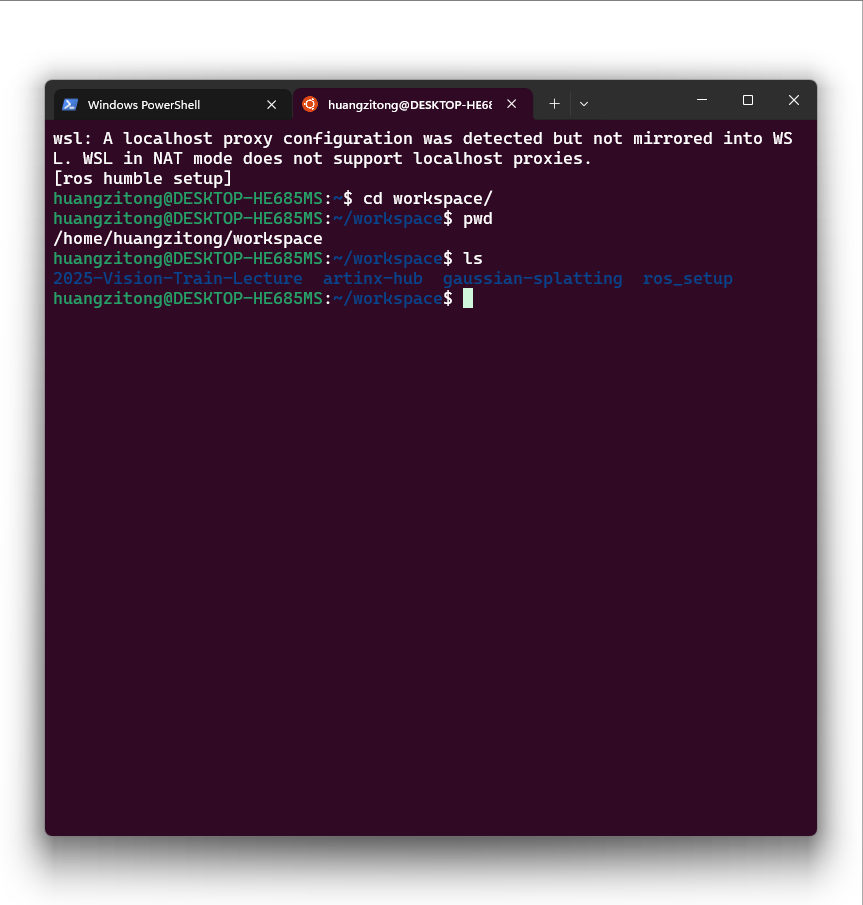 Windows PowerShell
huangzitong@DESKTOP-HE68
wsl: A localhost proxy configuration was detected but not mirrored into WS
L. WSL in NAT mode does not support localhost proxies.
[ros humble setup]
huangzitong@DESKTOP-HE685MS:~$ cd workspace/
huangzitong@DESKTOP-HE685MS:~/workspace$ pwd
/home/huangzitong/workspace
huangzitong@DESKTOP-HE685MS:~/workspace$ ls
2025-Vision-Train-Lecture  artinx-hub  gaussian-splatting  ros_setup
huangzitong@DESKTOP-HE685MS:~/workspace$